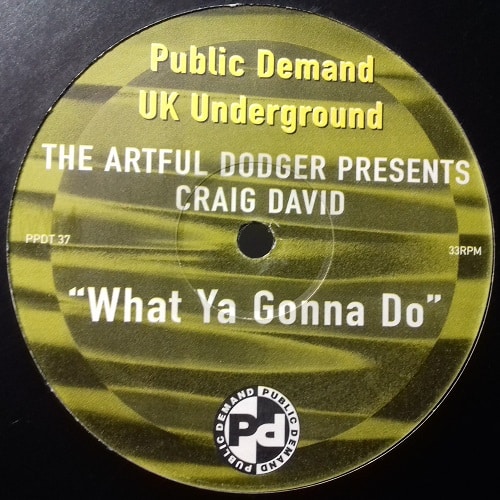 Public Demand
UK Underground
THE ARTFUL DODGER PRESENTS
CRAIG DAVID
PPDT 37
33RPM
“What Ya Gonna Do”
PUBLIC DEMAND PUBLIC DEMAND
Pd